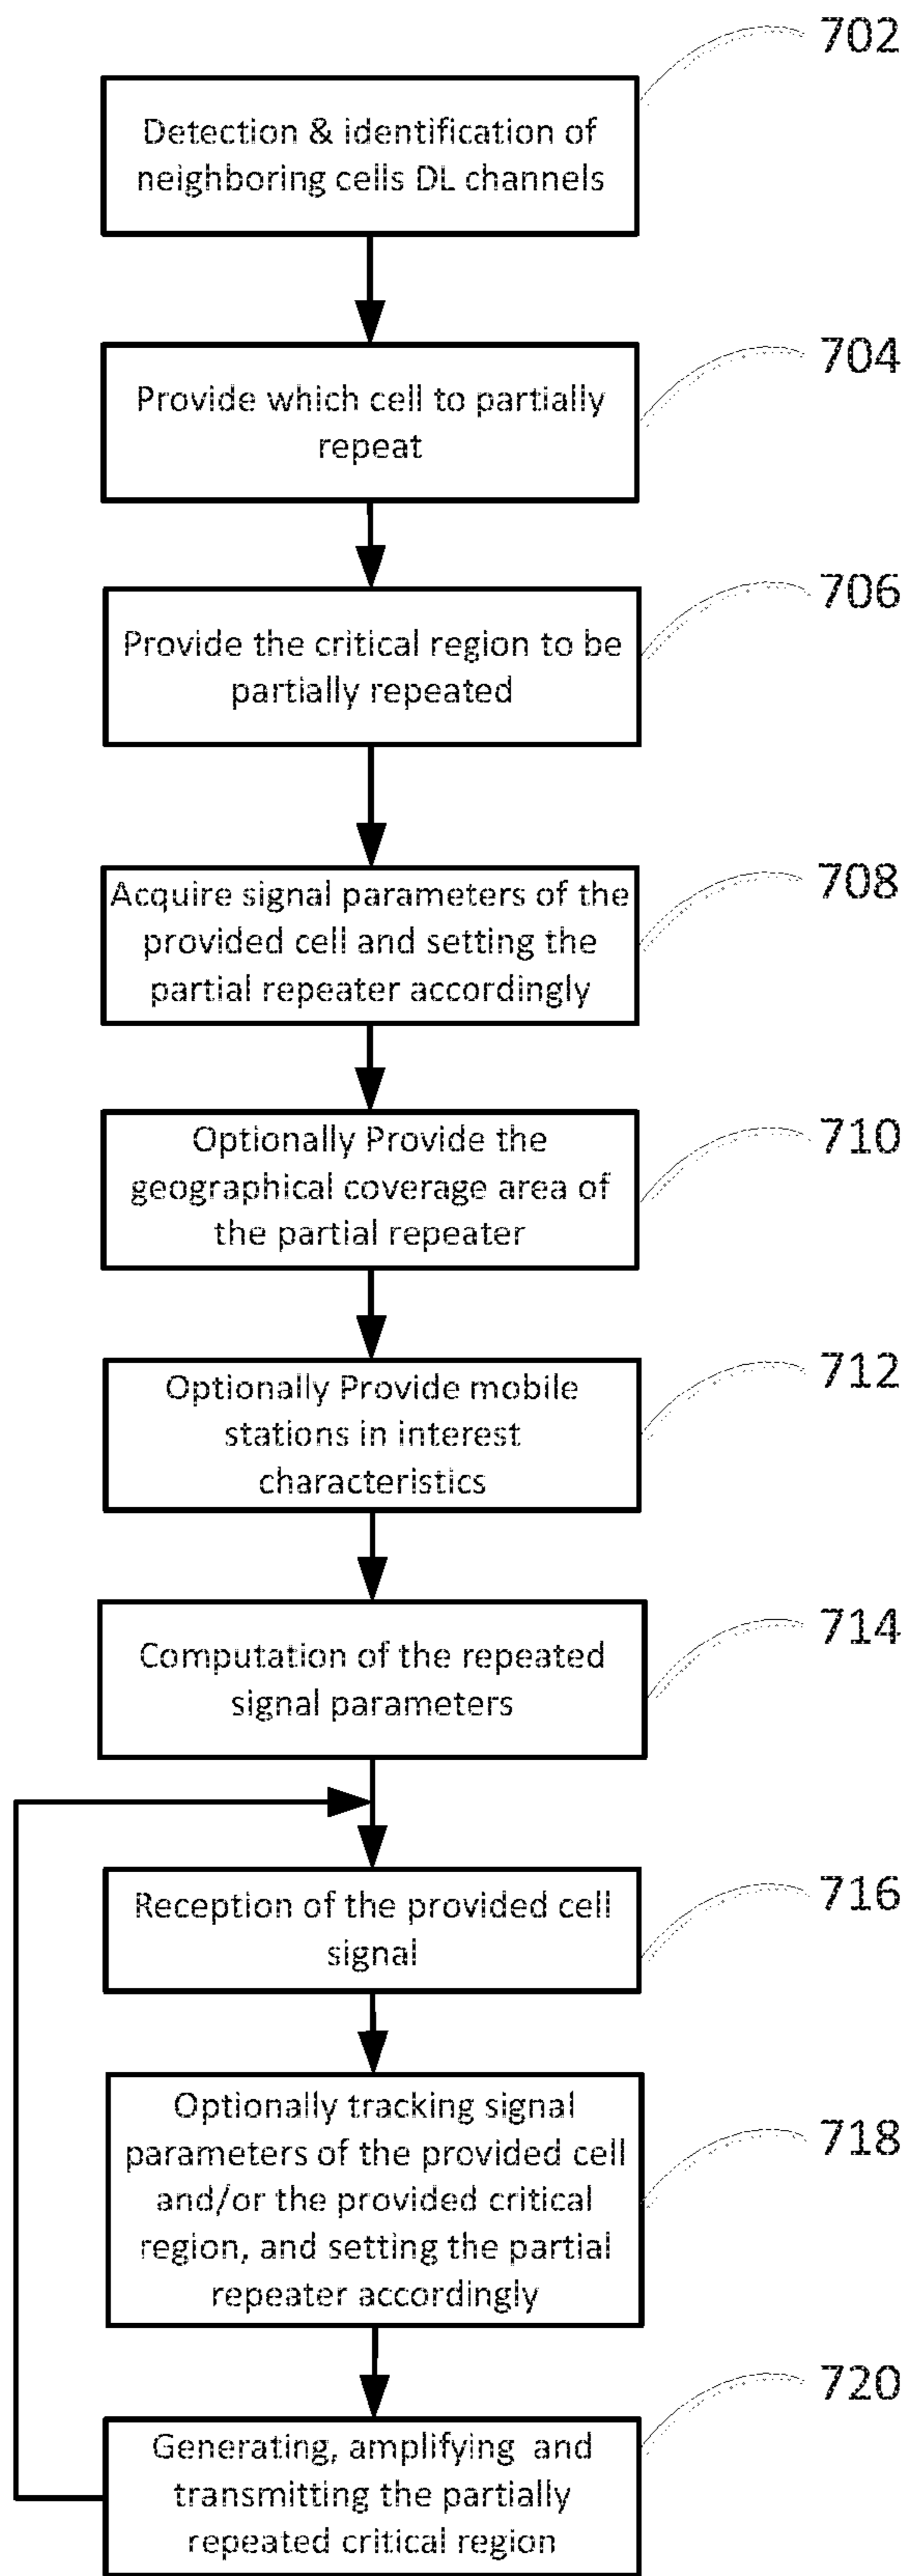 702
Detection & identification of
neighboring cells DL channels
704
Provide which cell to partially
repeat
706
Provide the critical region to be
partially repeated
708
Acquire signal parameters of the
provided cell and setting the
partial repeater accordingly
710
Optionally Provide the
geographical coverage area of
the partial repeater
712
Optionally Provide mobile
stations in interest
characteristics
714
Computation of the repeated
signal parameters
716
Reception of the provided cell
signal
718
Optionally tracking signal
parameters of the provided cell
and/or the provided critical
region, and setting the partial
repeater accordingly
720
Generating, amplifying and
transmitting the partially
repeated critical region